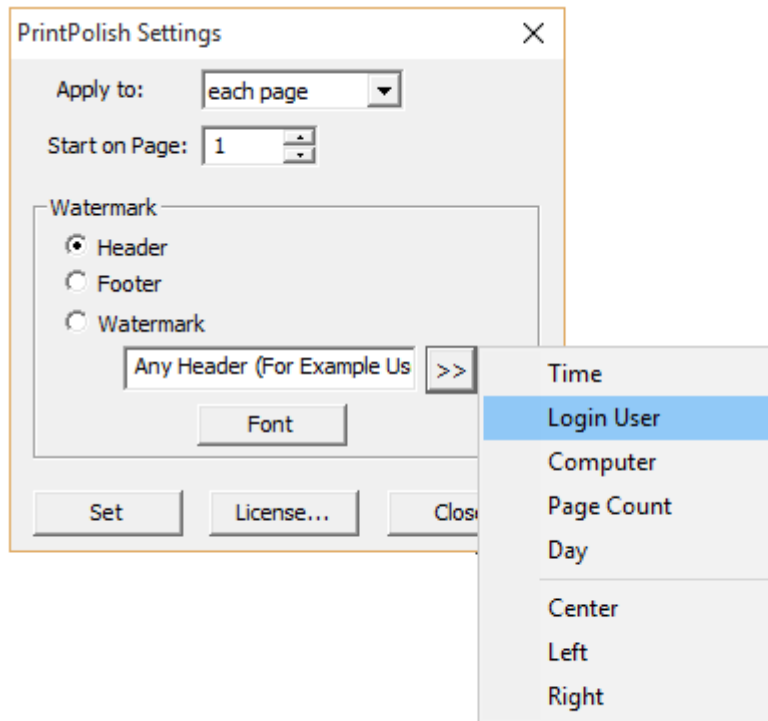 PrintPolish Settings
Apply to: each page
Start on Page: 1
Watermark
Header
Footer
Watermark
Any Header (For Example Us >>
Font
Set License... Clos
Time
Login User
Computer
Page Count
Day
Center
Left
Right